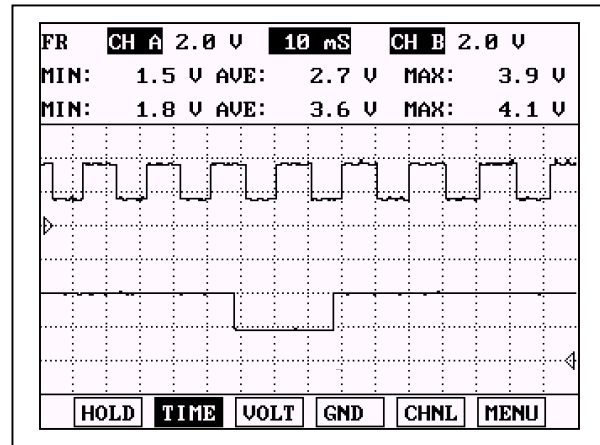 FR CH A 2.0 V 10 mS CH B 2.0 V
MIN: 1.5 V AVE: 2.7 V MAX: 3.9 V
MIN: 1.8 V AVE: 3.6 V MAX: 4.1 V
HOLD TIME VOLT GND CHNL MENU